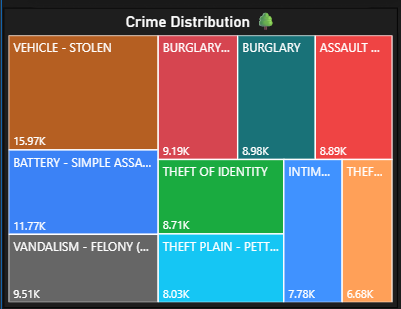 Crime Distribution
VEHICLE - STOLEN
15.97K
BATTERY - SIMPLE ASSA...
11.77K
VANDALISM - FELONY (...
9.51K
BURGLARY...
9.19K
BURGLARY
8.98K
ASSAULT ...
8.89K
THEFT OF IDENTITY
8.71K
THEFT PLAIN - PETT...
8.03K
INTIM...
7.78K
THEF...
6.68K